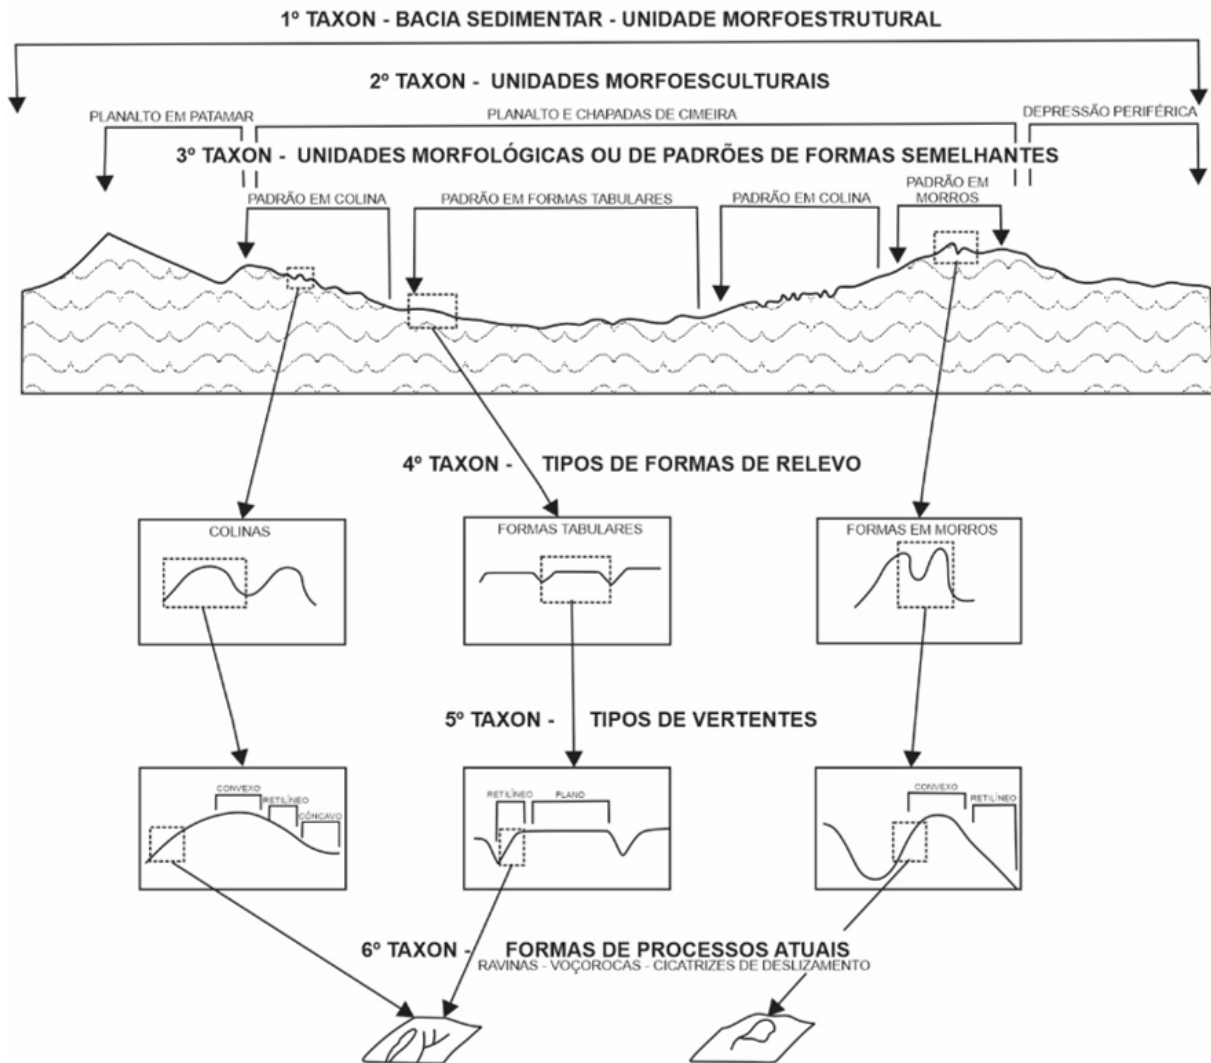 1º TAXON - BACIA SEDIMENTAR - UNIDADE MORFOESTRUTURAL
2º TAXON - UNIDADES MORFOESCULTURAIS
PLANALTO EM PATAMAR
PLANALTO E CHAPADAS DE CIMEIRA
DEPRESSÃO PERIFÉRICA
3º TAXON - UNIDADES MORFOLÓGICAS OU DE PADRÕES DE FORMAS SEMELHANTES
PADRÃO EM COLINA
PADRÃO EM FORMAS TABULARES
PADRÃO EM COLINA
PADRÃO EM
MORROS
4º TAXON - TIPOS DE FORMAS DE RELEVO
COLINAS
FORMAS TABULARES
FORMAS EM MORROS
5º TAXON - TIPOS DE VERTENTES
CONVEXO
RETILÍNEO
CÔNCAVO
RETILÍNEO
PLANO
CONVEXO
RETILÍNEO
6º TAXON - FORMAS DE PROCESSOS ATUAIS
RAVINAS - VOÇOROCAS - CICATRIZES DE DESLIZAMENTO